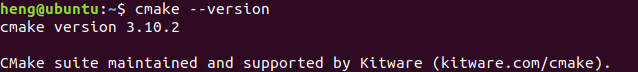 heng@ubuntu:~$ cmake --version
cmake version 3.10.2

CMake suite maintained and supported by Kitware (kitware.com/cmake).